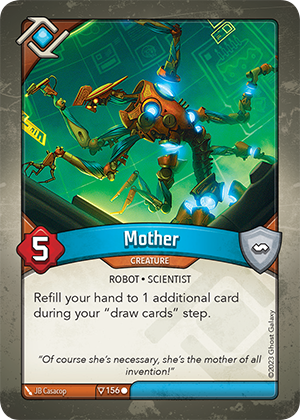 Mother
CREATURE
5
ROBOT • SCIENTIST
Refill your hand to 1 additional card
during your “draw cards” step.
“Of course she’s necessary, she’s the mother of all
invention!”
©2023 Ghost Galaxy
JB Casacop
156